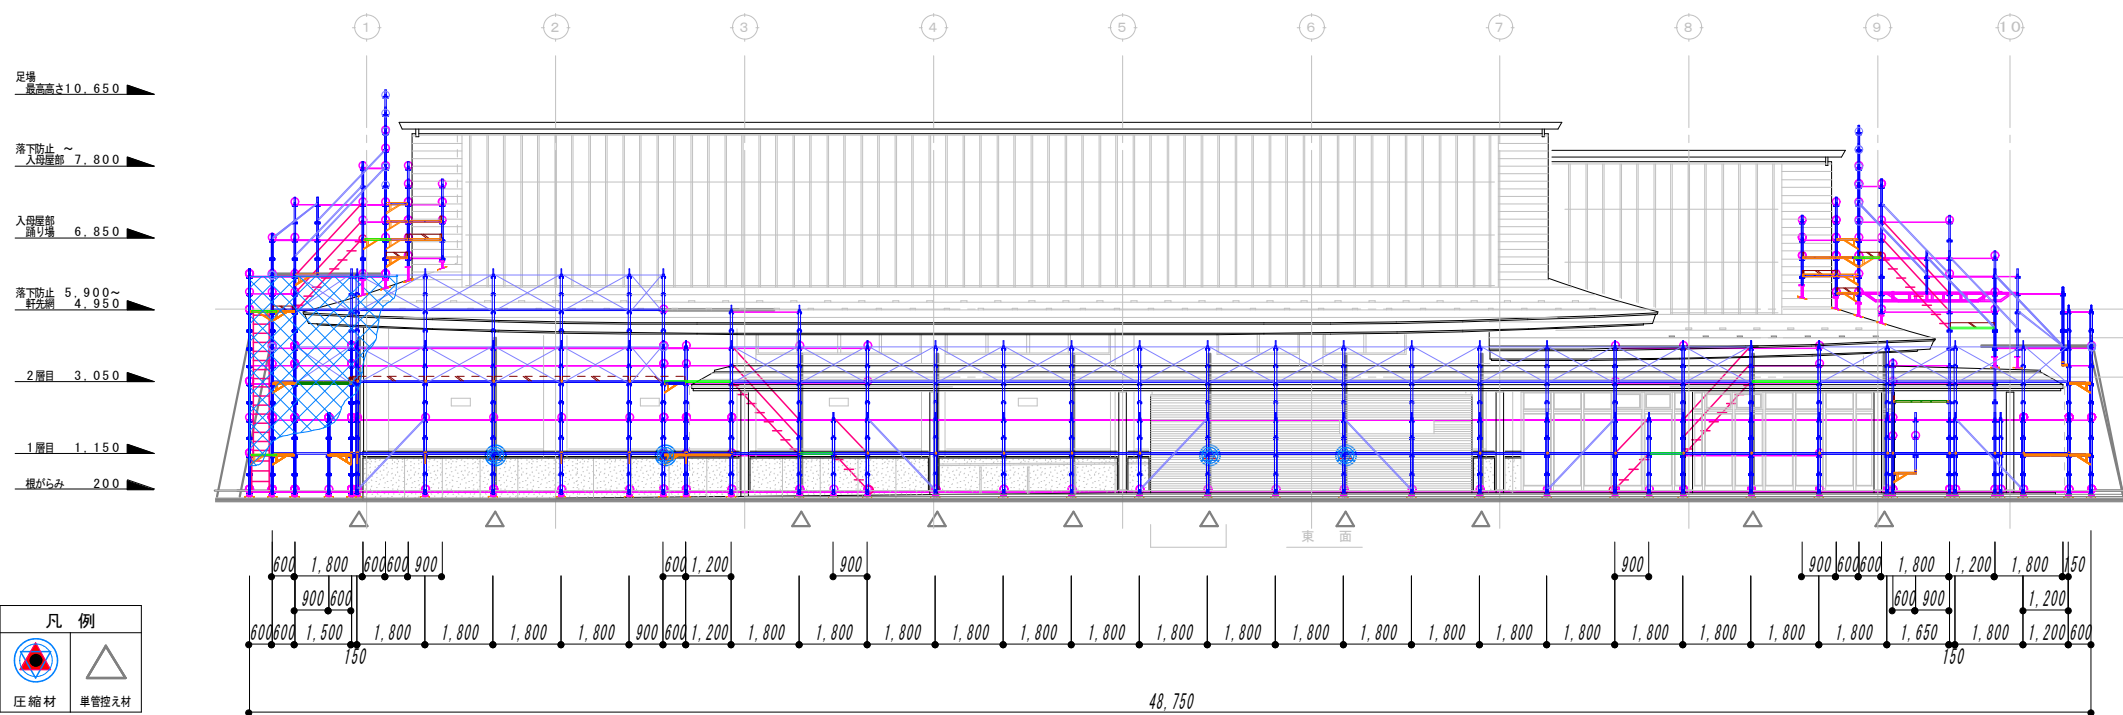 1 2 3 4 5 6 7 8 9 10
足場
最高高さ10,650
落下防止 ～
入母屋部 7,800
入母屋部
踊り場 6,850
落下防止 5,900～
軒先網 4,950
2層目 3,050
1層目 1,150
根がらみ 200
東 面
600 1,800 600 600 900 600 1,200 900 900 900 600 600 1,800 1,200 1,800 150
900 600 600 900 1,200
600 600 1,500 1,800 1,800 1,800 1,800 900 600 1,200 1,800 1,800 1,800 1,800 1,800 1,800 1,800 1,800 1,800 1,800 1,800 1,800 1,800 1,800 1,800 1,800 1,800 1,650 1,800 1,200 600
150 150
48,750
凡 例
圧縮材 単管控え材